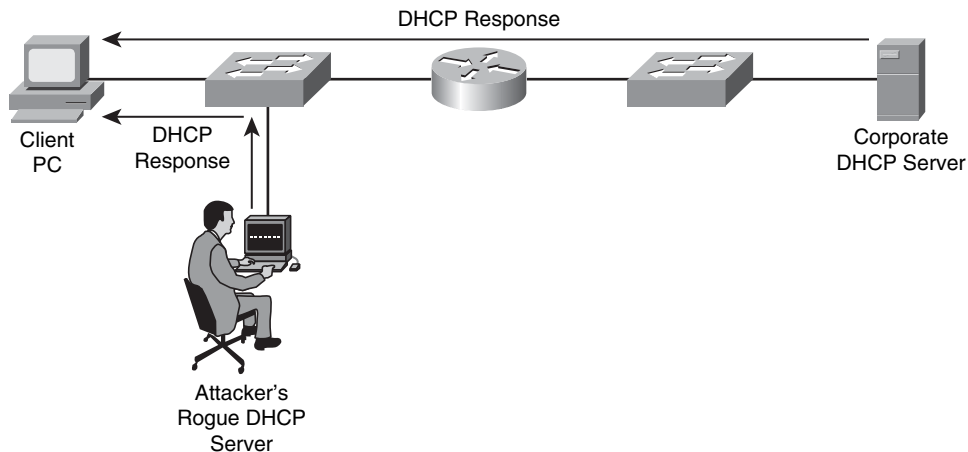 DHCP Response
Client
PC
DHCP
Response
Corporate
DHCP Server
Attacker's
Rogue DHCP
Server